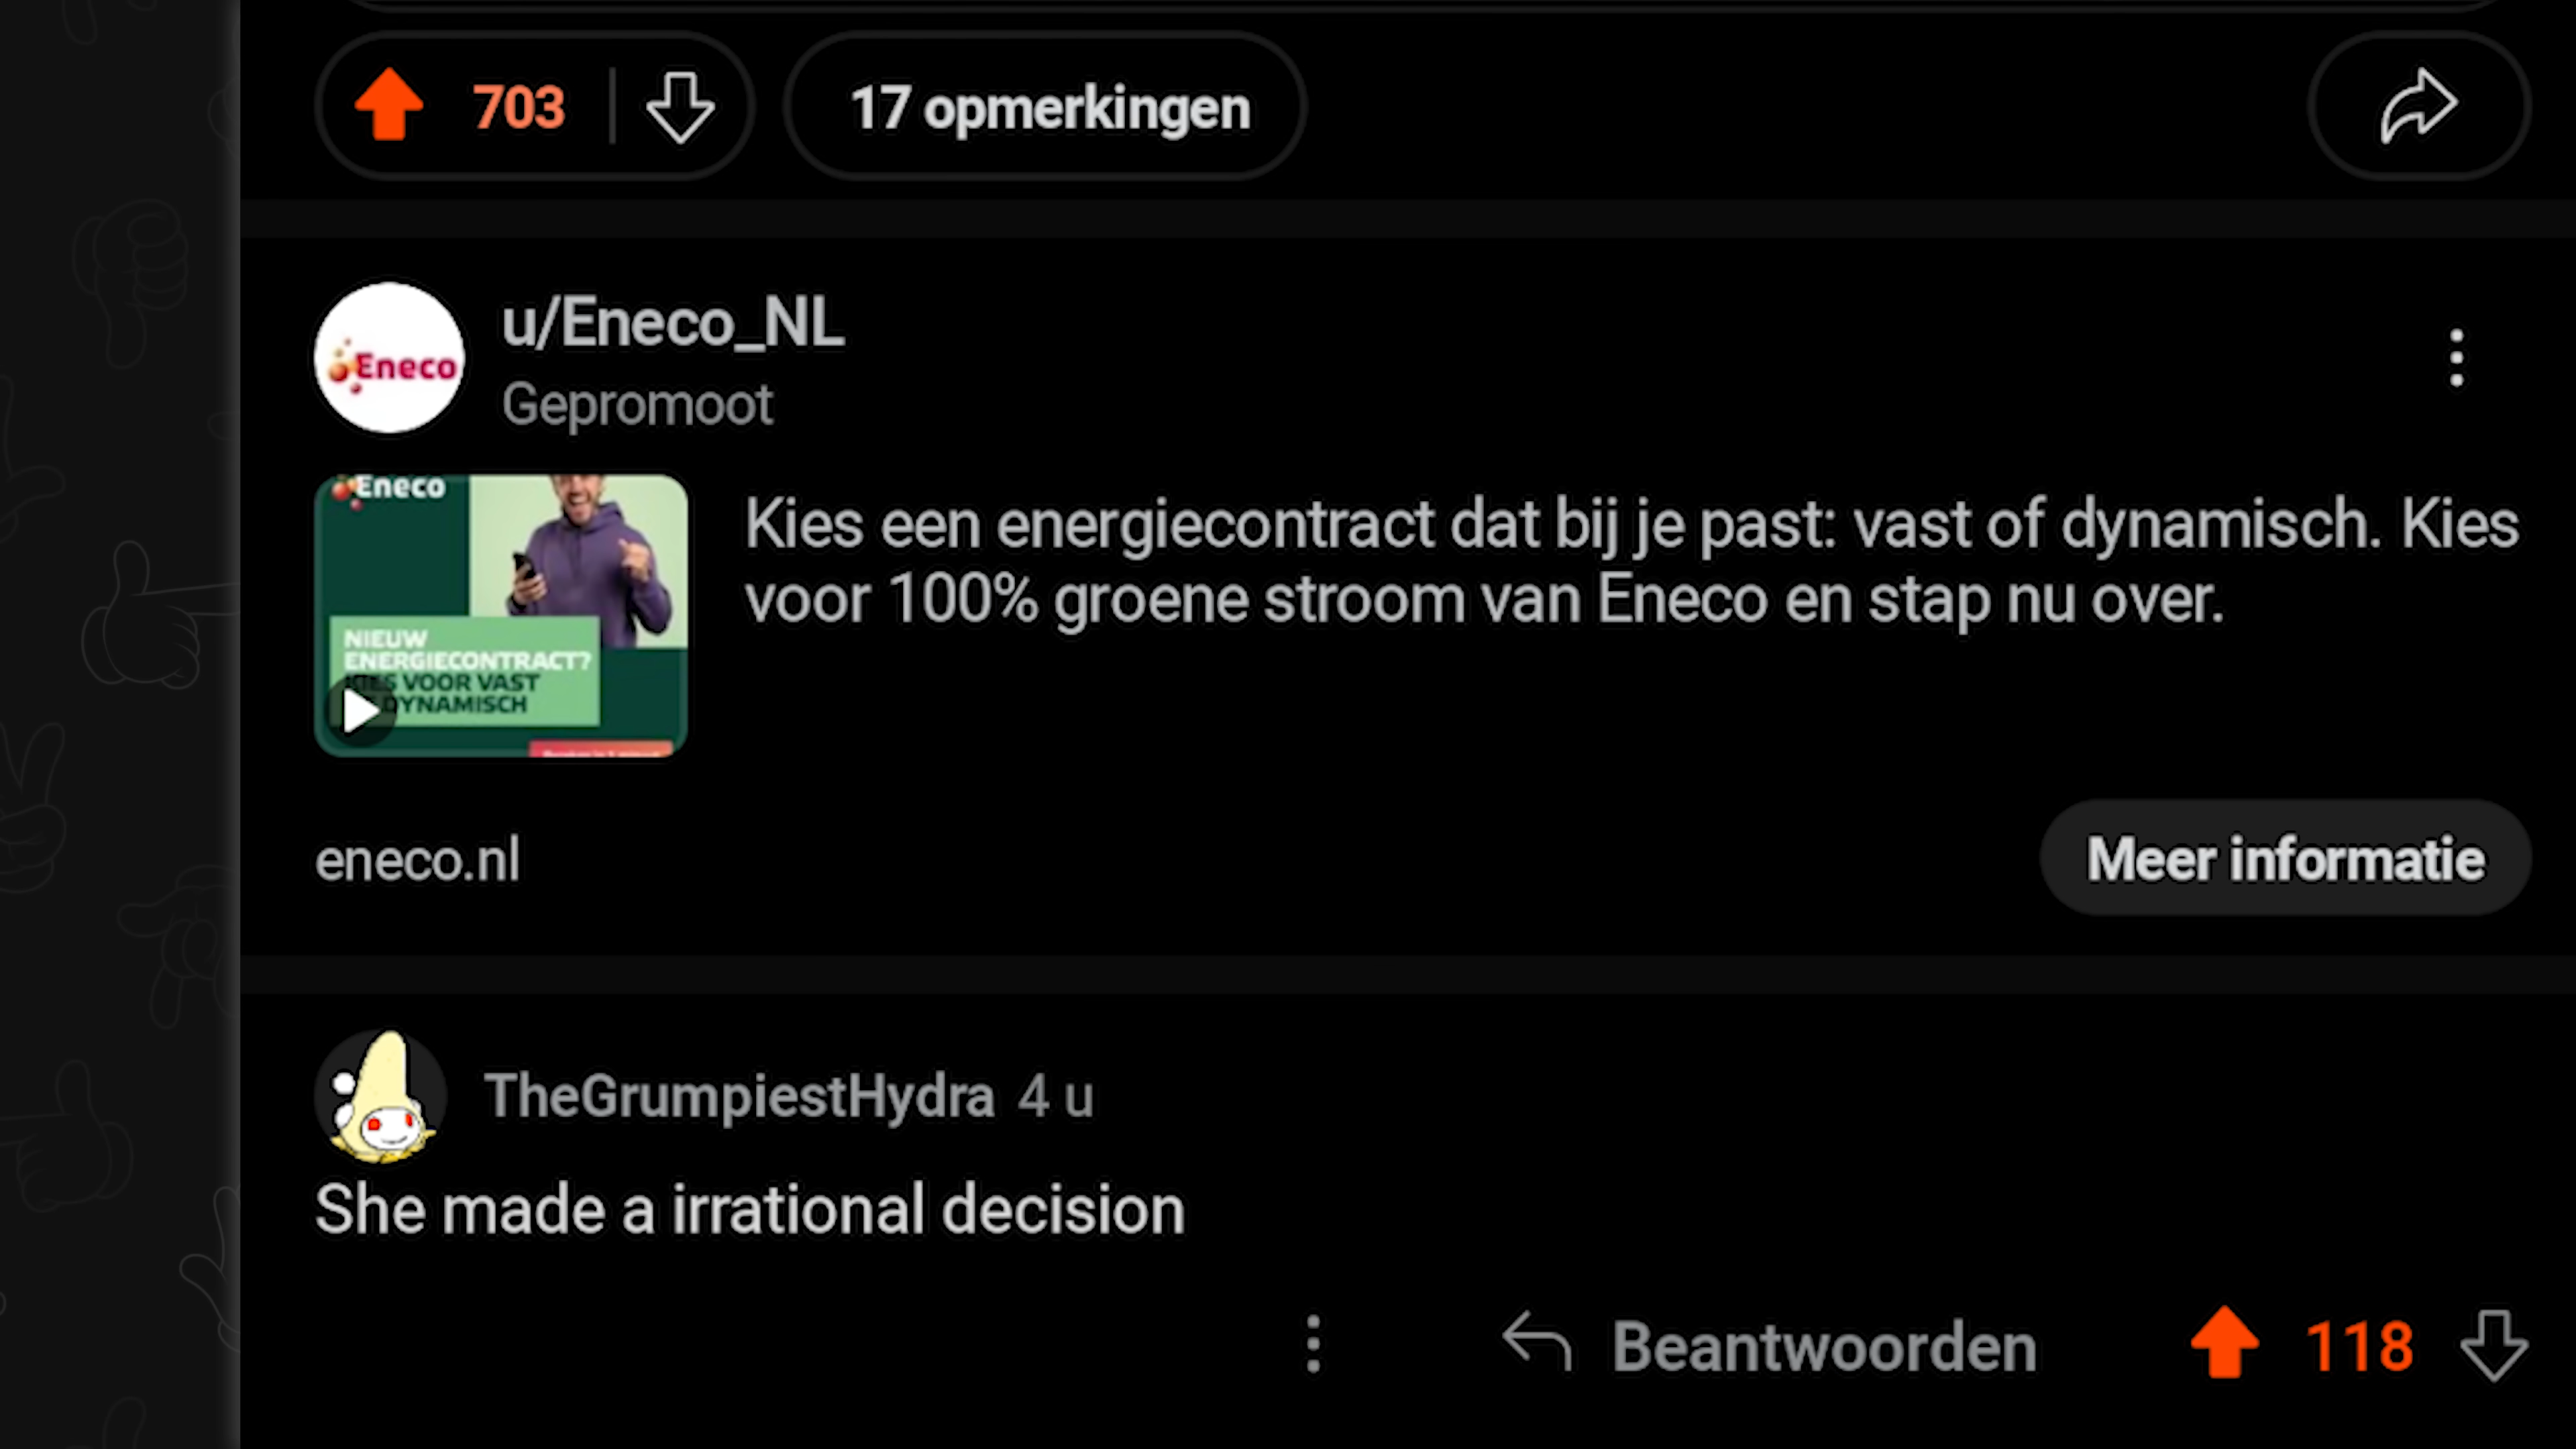 703
17 opmerkingen
Eneco
u/Eneco_NL
Gepromoot
Eneco
NIEUW
ENERGIECONTRACT?
KIES VOOR VAST
DYNAMISCH
Kies een energiecontract dat bij je past: vast of dynamisch. Kies
voor 100% groene stroom van Eneco en stap nu over.
eneco.nl
Meer informatie
TheGrumpiestHydra 4 u
She made a irrational decision
Beantwoorden
118